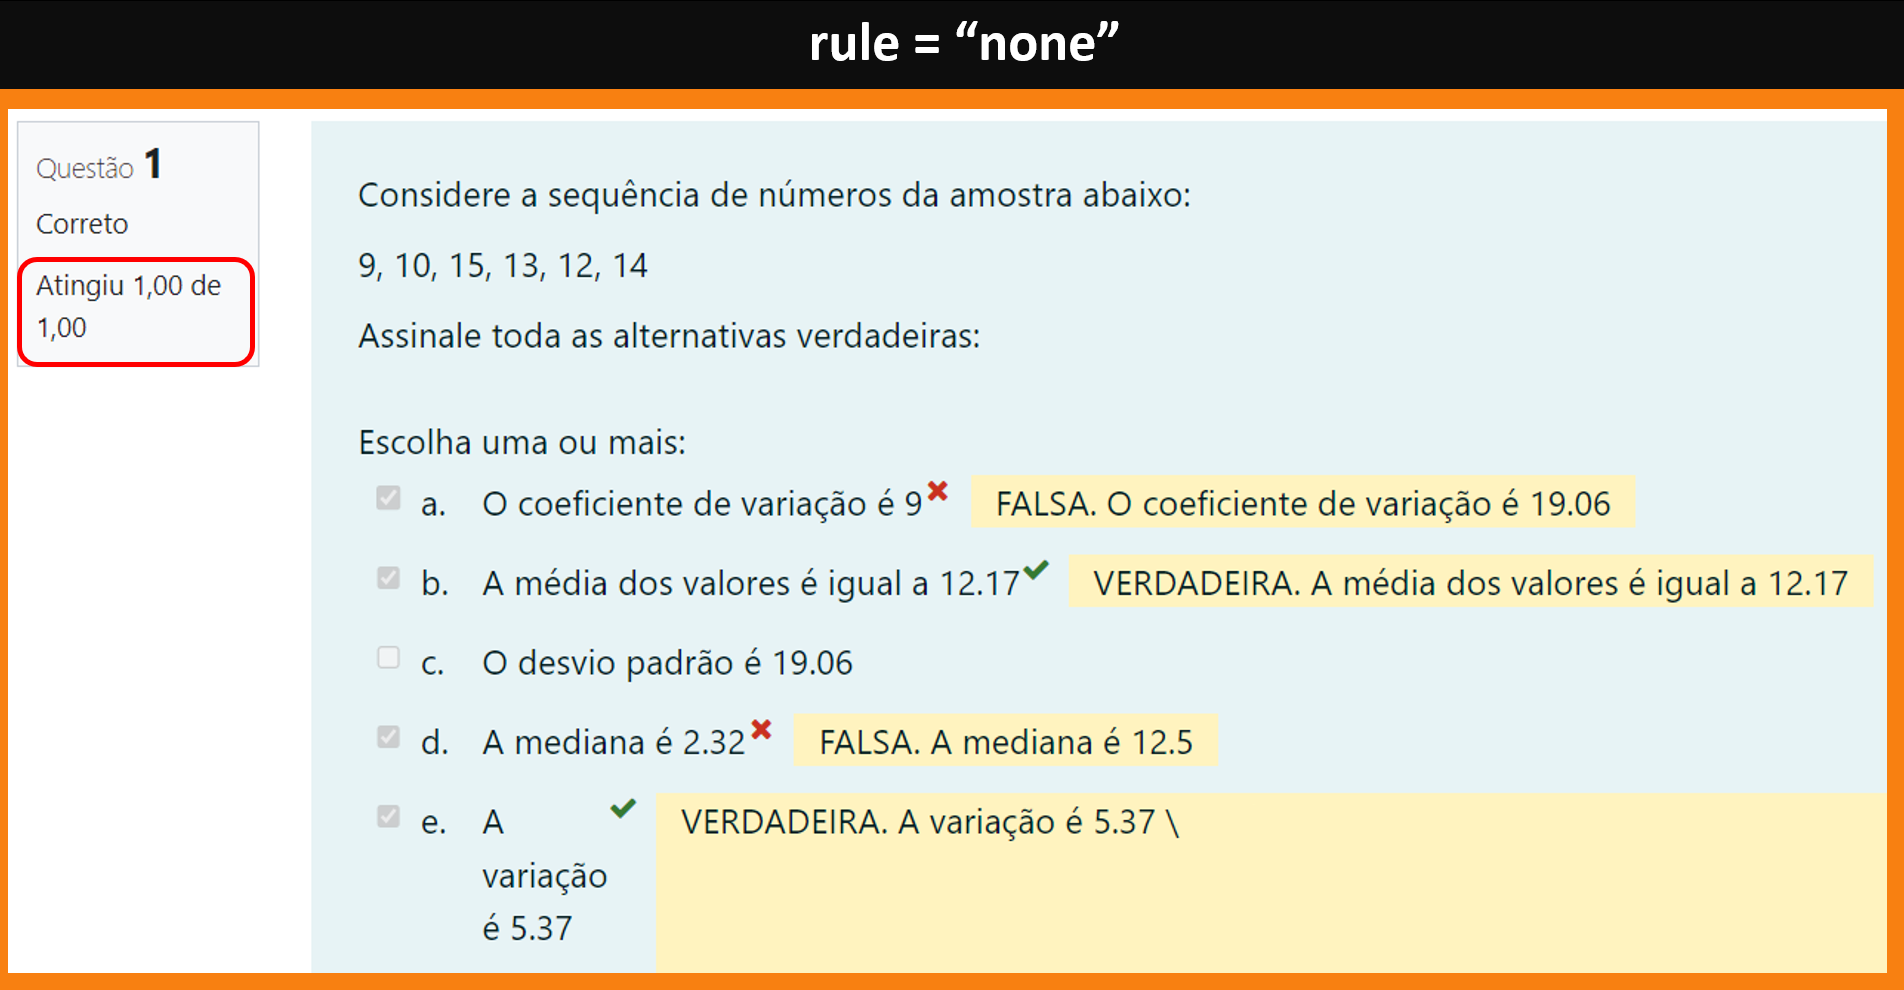 rule = “none”
Questão 1
Correto
Atingiu 1,00 de
1,00
Considere a sequência de números da amostra abaixo:
9, 10, 15, 13, 12, 14
Assinale toda as alternativas verdadeiras:
Escolha uma ou mais:
a. O coeficiente de variação é 9 FALSA. O coeficiente de variação é 19.06
b. A média dos valores é igual a 12.17 VERDADEIRA. A média dos valores é igual a 12.17
c. O desvio padrão é 19.06
d. A mediana é 2.32 FALSA. A mediana é 12.5
e. A VERDADEIRA. A variação é 5.37 \
variação
é 5.37